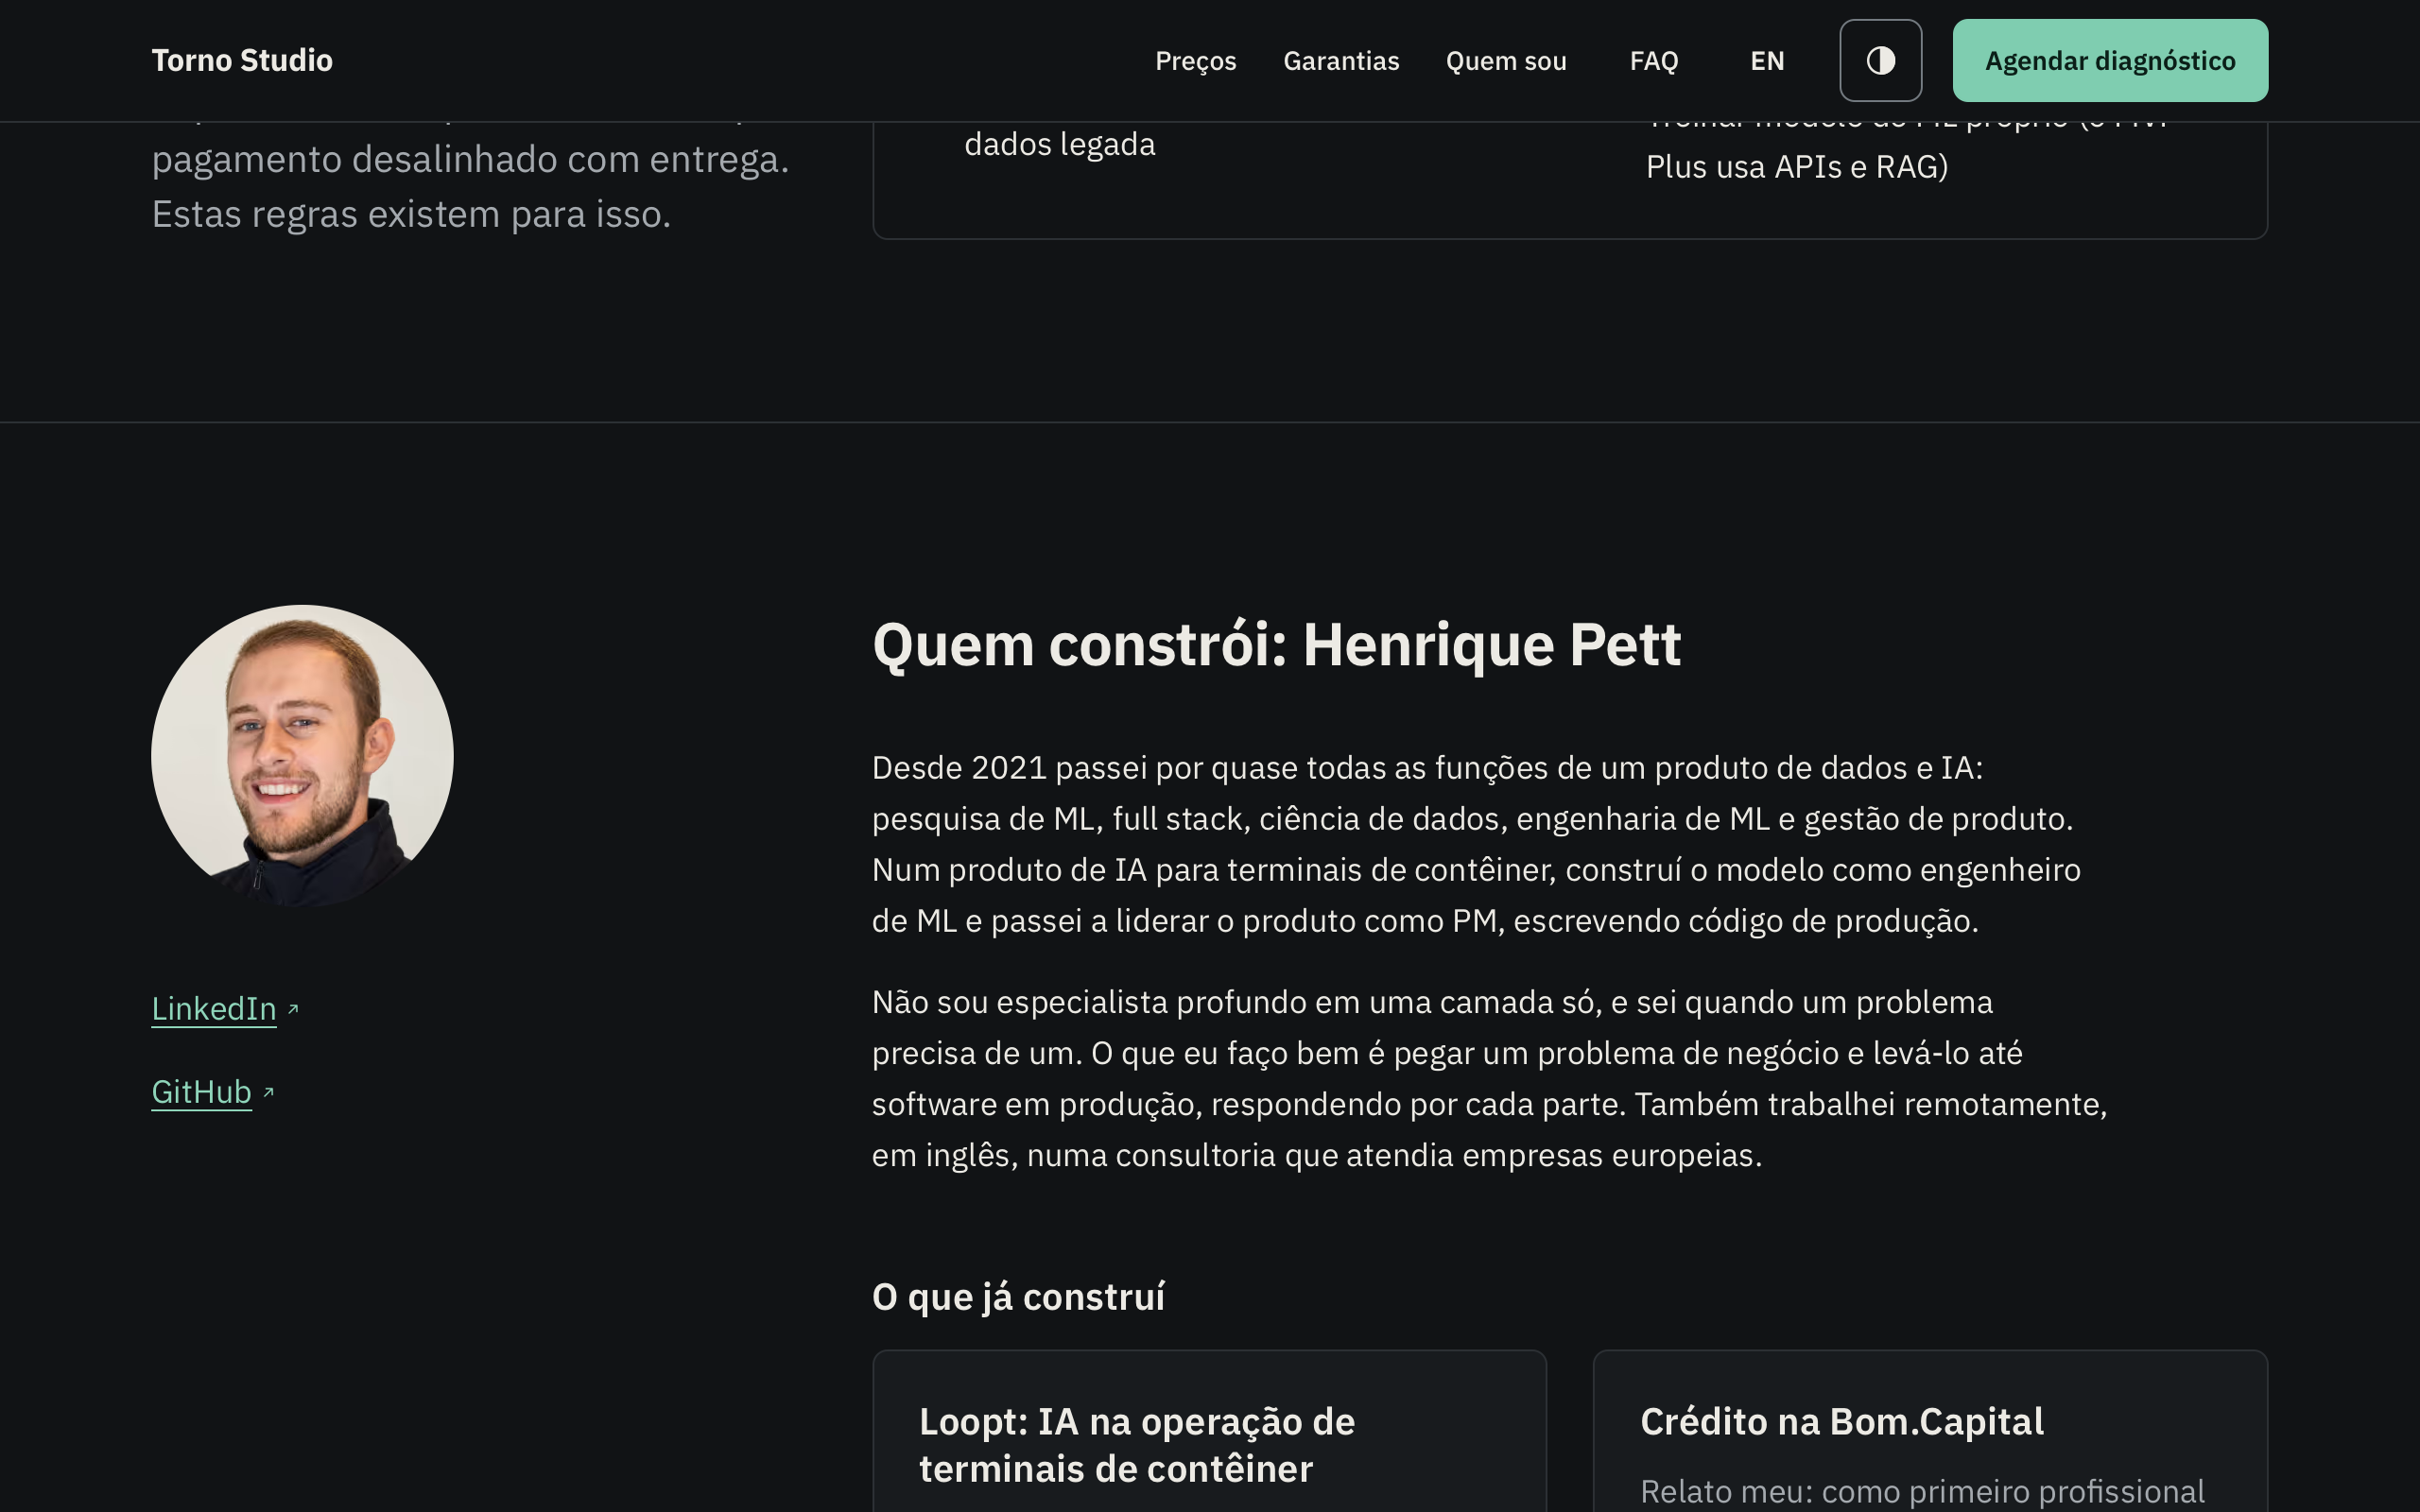 Torno Studio
Preços
Garantias
Quem sou
FAQ
EN
Agendar diagnóstico
pagamento desalinhado com entrega.
Estas regras existem para isso.
dados legada
Plus usa APIs e RAG)
Quem constrói: Henrique Pett
Desde 2021 passei por quase todas as funções de um produto de dados e IA:
pesquisa de ML, full stack, ciência de dados, engenharia de ML e gestão de produto.
Num produto de IA para terminais de contêiner, construí o modelo como engenheiro
de ML e passei a liderar o produto como PM, escrevendo código de produção.
Não sou especialista profundo em uma camada só, e sei quando um problema
precisa de um. O que eu faço bem é pegar um problema de negócio e levá-lo até
software em produção, respondendo por cada parte. Também trabalhei remotamente,
em inglês, numa consultoria que atendia empresas europeias.
LinkedIn ↗
GitHub ↗
O que já construí
Loopt: IA na operação de
terminais de contêiner
Crédito na Bom.Capital
Relato meu: como primeiro profissional